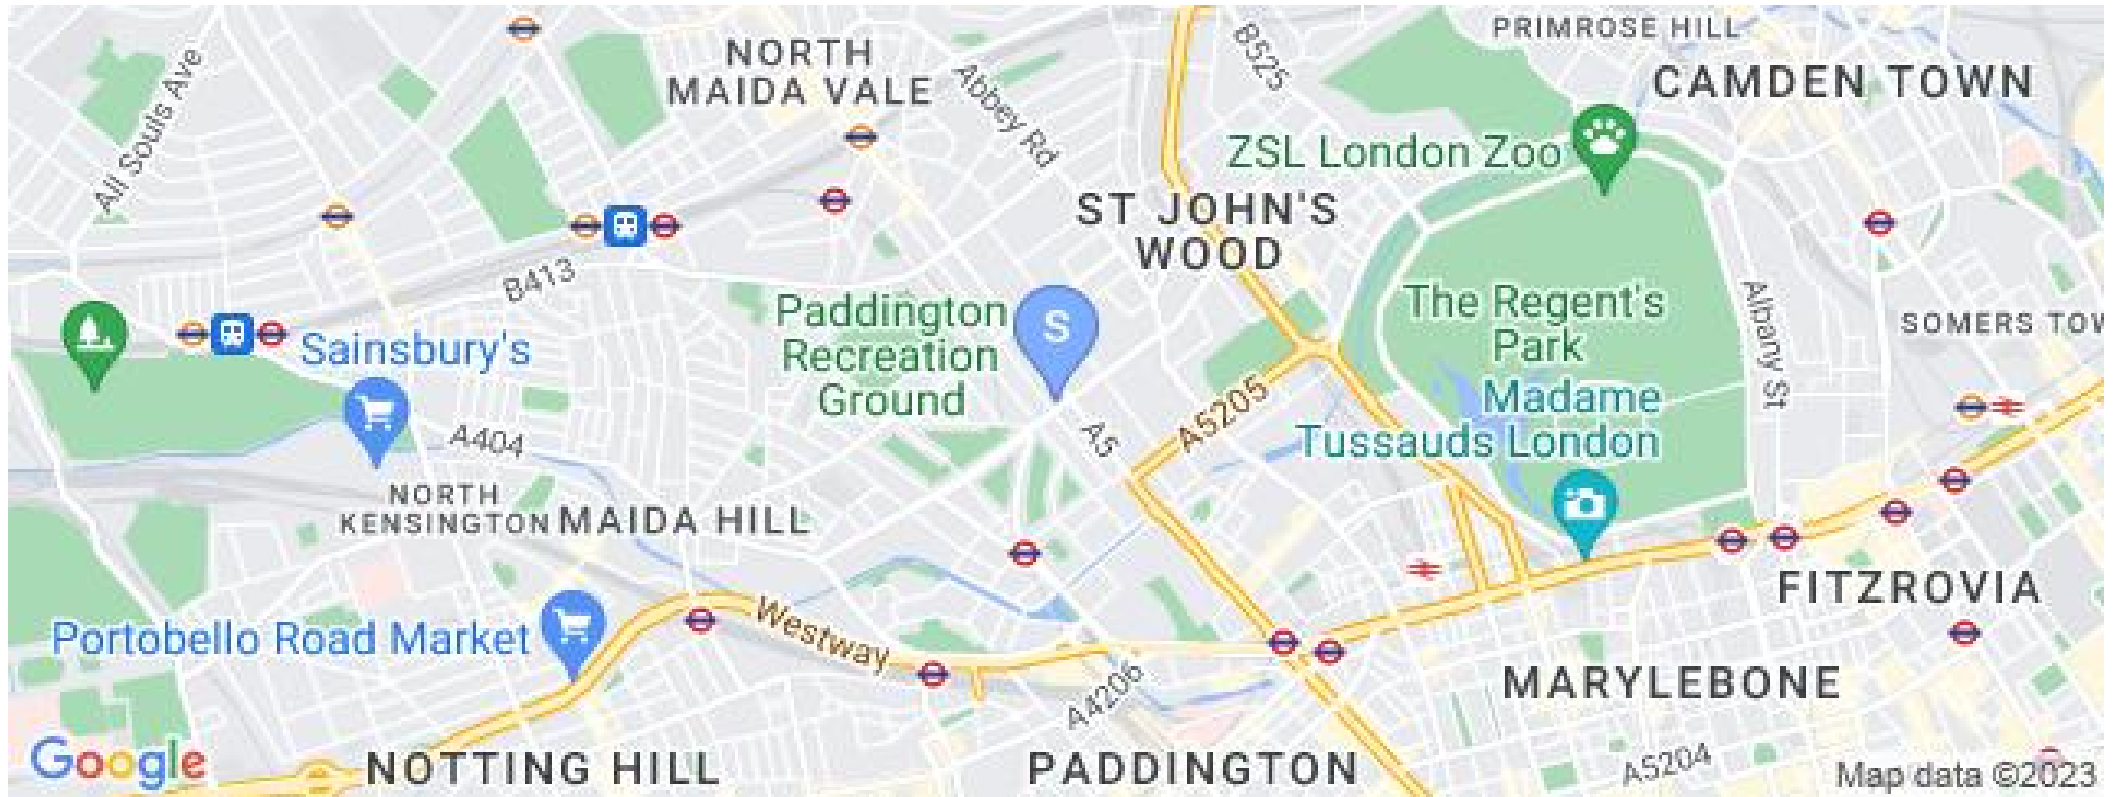 PRIMROSE HILL
CAMDEN TOWN
NORTH
MAIDA VALE
Abbey Rd
B525
All Souls Ave
ZSL London Zoo
ST JOHN'S
WOOD
B413
Paddington
Recreation
Ground
S
The Regent's
Park
Albany St
SOMERS TOW
Sainsbury's
Madame
Tussauds London
A5205
A5
A404
NORTH
KENSINGTON
MAIDA HILL
FITZROVIA
Portobello Road Market
Westway
A4206
MARYLEBONE
Google
NOTTING HILL
PADDINGTON
A5204
Map data ©2023